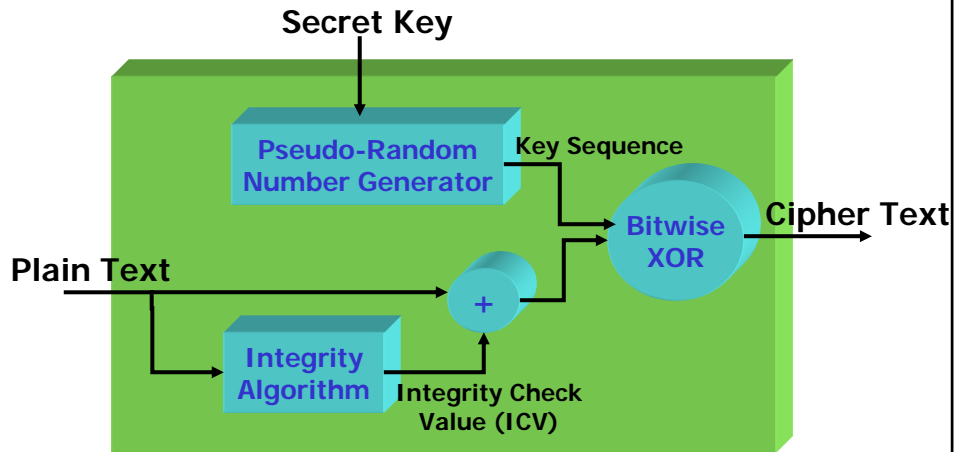 Secret Key
Pseudo-Random
Number Generator
Key Sequence
Bitwise
XOR
Cipher Text
Plain Text
+
Integrity
Algorithm
Integrity Check
Value (ICV)